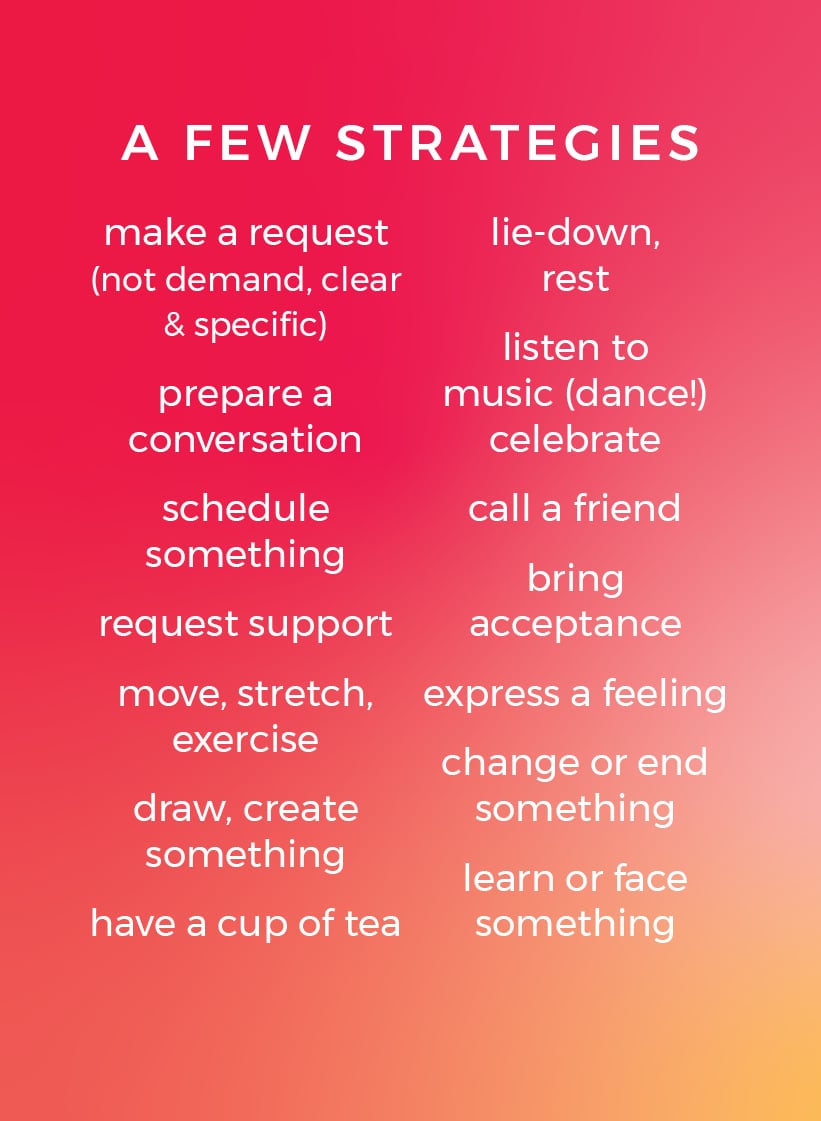 A FEW STRATEGIES
make a request
(not demand, clear
& specific)
prepare a
conversation
schedule
something
request support
move, stretch,
exercise
draw, create
something
have a cup of tea
lie-down,
rest
listen to
music (dance!)
celebrate
call a friend
bring
acceptance
express a feeling
change or end
something
learn or face
something